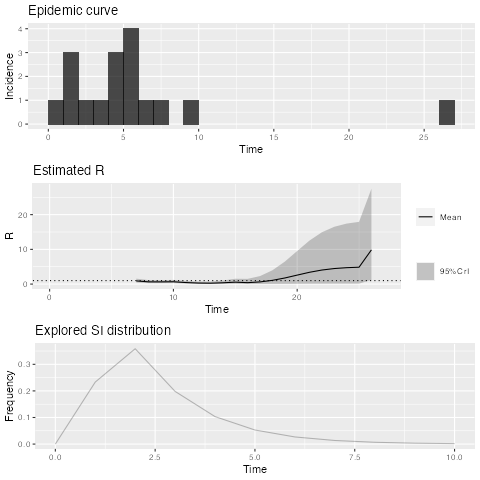 Epidemic curve
4
3
2
1
0
Incidence
0 5 10 15 20 25
Time
Estimated R
20
10
0
R
0 10 20
Time
Mean
95%CrI
Explored SI distribution
0.3
0.2
0.1
0.0
Frequency
0.0 2.5 5.0 7.5 10.0
Time